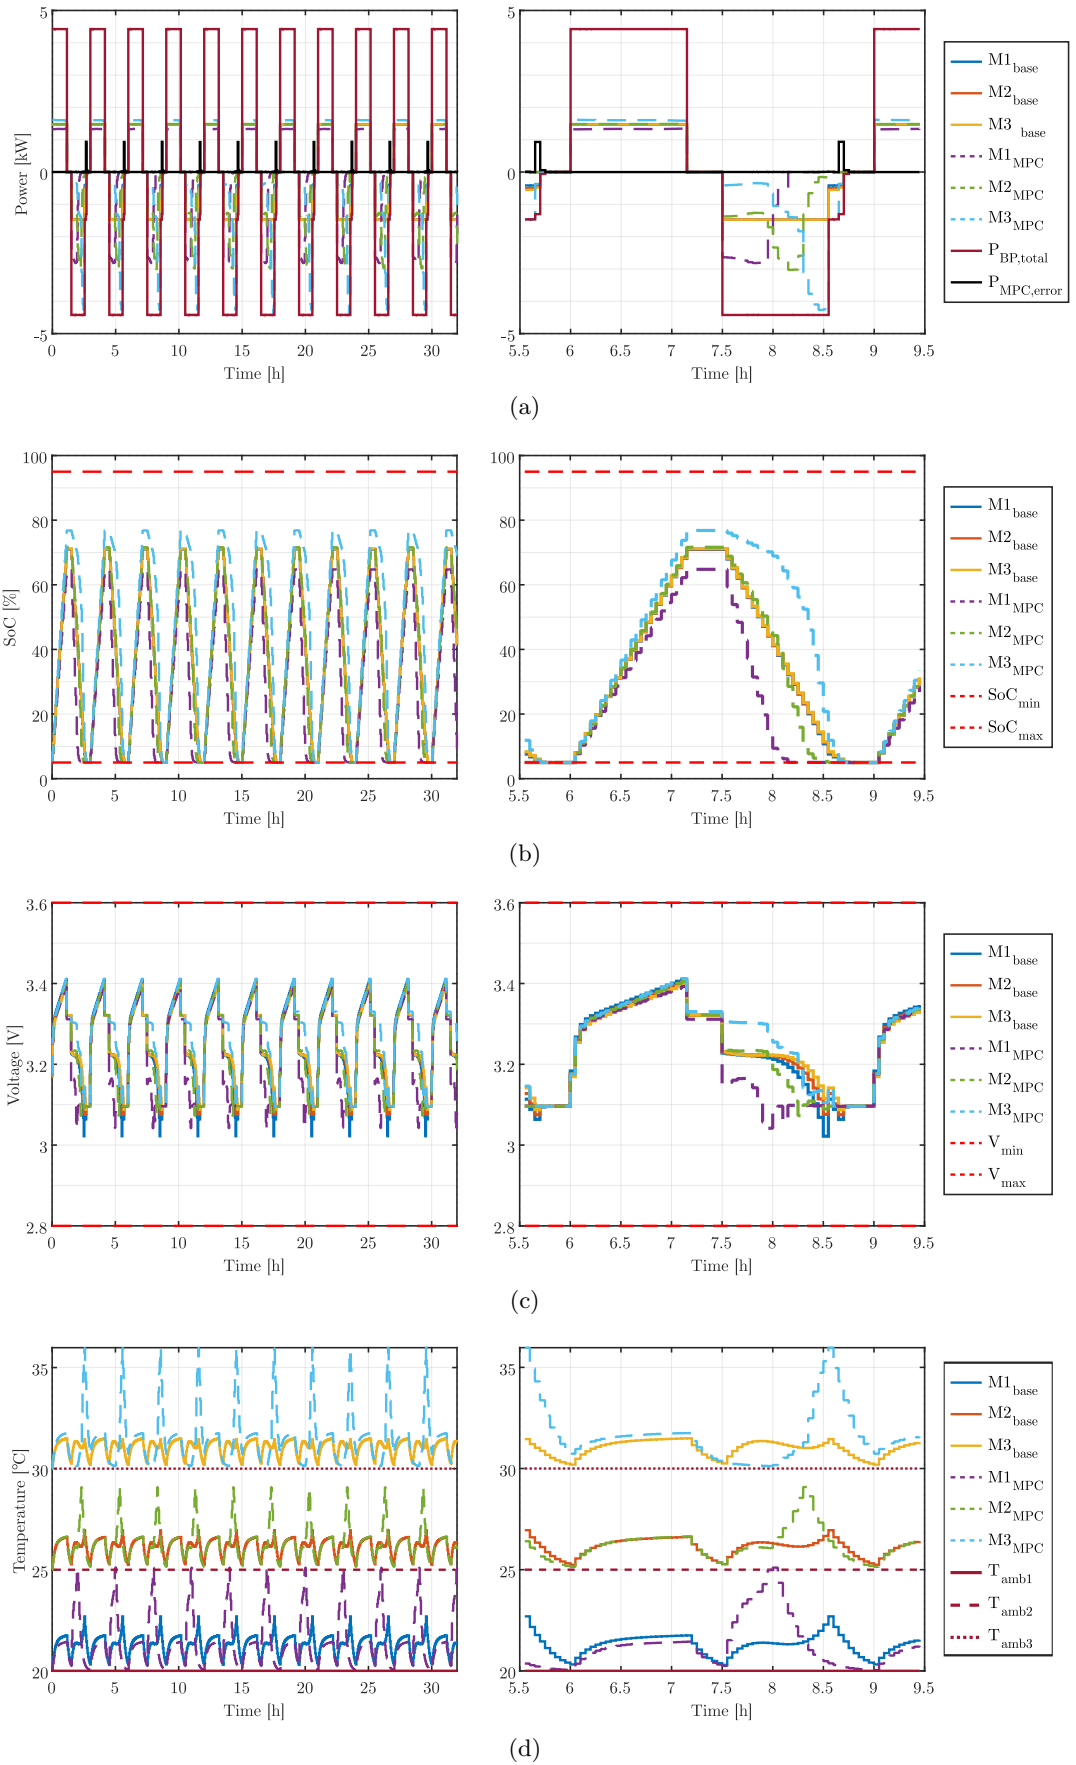 5
0
-5
Power [kW]
0 5 10 15 20 25 30
Time [h]
5
0
-5
5.5 6 6.5 7 7.5 8 8.5 9 9.5
Time [h]
M1base
M2base
M3 base
M1MPC
M2MPC
M3MPC
PBP,total
PMPC,error
(a)
100
80
60
40
20
0
SoC [%]
0 5 10 15 20 25 30
Time [h]
100
80
60
40
20
0
5.5 6 6.5 7 7.5 8 8.5 9 9.5
Time [h]
M1base
M2base
M3base
M1MPC
M2MPC
M3MPC
SoCmin
SoCmax
(b)
3.6
3.4
3.2
3
2.8
Voltage [V]
0 5 10 15 20 25 30
Time [h]
3.6
3.4
3.2
3
2.8
5.5 6 6.5 7 7.5 8 8.5 9 9.5
Time [h]
M1base
M2base
M3base
M1MPC
M2MPC
M3MPC
Vmin
Vmax
(c)
35
30
25
20
Temperature [°C]
0 5 10 15 20 25 30
Time [h]
35
30
25
20
5.5 6 6.5 7 7.5 8 8.5 9 9.5
Time [h]
M1base
M2base
M3base
M1MPC
M2MPC
M3MPC
Tamb1
Tamb2
Tamb3
(d)